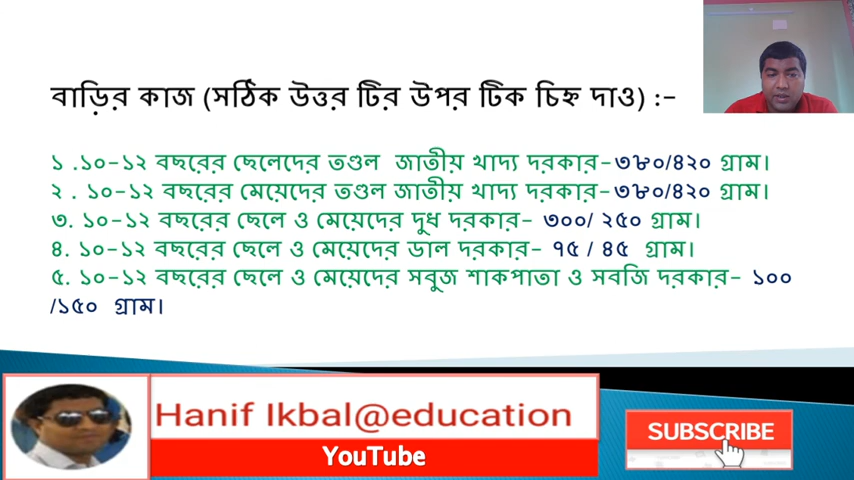 বাড়ির কাজ (সঠিক উত্তর টির উপর টিক চিহ্ন দাও) :-
১ .১০-১২ বছরের ছেলেদের তণ্ডুল জাতীয় খাদ্য দরকার-৩৮০/৪২০ গ্রাম।
২ . ১০-১২ বছরের মেয়েদের তণ্ডুল জাতীয় খাদ্য দরকার-৩৮০/৪২০ গ্রাম।
৩. ১০-১২ বছরের ছেলে ও মেয়েদের দুধ দরকার- ৩০০/ ২৫০ গ্রাম।
৪. ১০-১২ বছরের ছেলে ও মেয়েদের ডাল দরকার- ৭৫ / ৪৫ গ্রাম।
৫. ১০-১২ বছরের ছেলে ও মেয়েদের সবুজ শাকপাতা ও সবজি দরকার- ১০০
/১৫০ গ্রাম।
Hanif Ikbal@education
YouTube
SUBSCRIBE